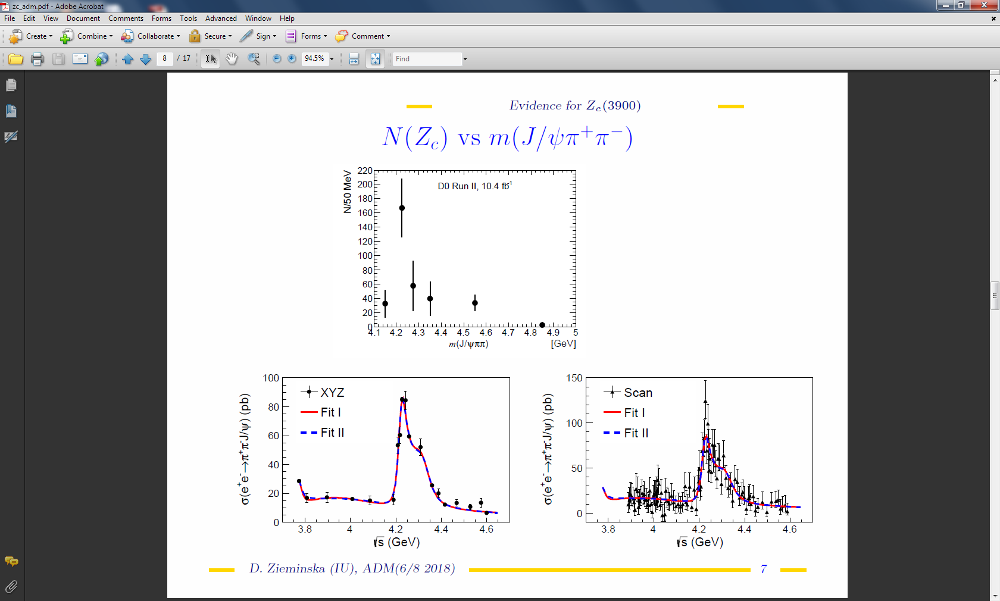 zc_adm.pdf - Adobe Acrobat
File Edit View Document Comments Forms Tools Advanced Window Help
Create Combine Collaborate Secure Sign Forms Comment
8 / 17 94.5% Find
Evidence for Z_c(3900)
N(Z_c) vs m(J/ψπ⁺π⁻)
N/50 MeV
220
200
180
160
140
120
100
80
60
40
20
0
D0 Run II, 10.4 fb⁻¹
4.1 4.2 4.3 4.4 4.5 4.6 4.7 4.8 4.9 5
m(J/ψππ) [GeV]
σ(e⁺e⁻→π⁺π⁻J/ψ) (pb)
100
80
60
40
20
0
XYZ
Fit I
Fit II
3.8 4 4.2 4.4 4.6
√s (GeV)
σ(e⁺e⁻→π⁺π⁻J/ψ) (pb)
150
100
50
0
Scan
Fit I
Fit II
3.8 4 4.2 4.4 4.6
√s (GeV)
D. Zieminska (IU), ADM(6/8 2018) 7